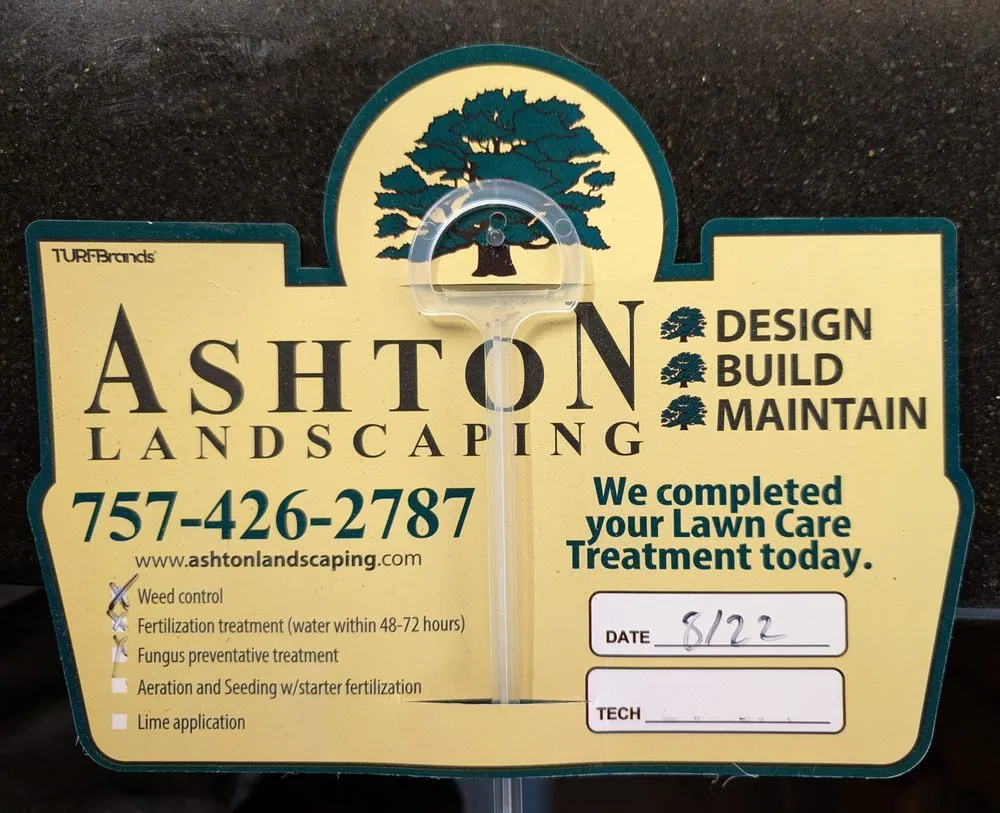 TURFBrands
ASHTON
LANDSCAPING
DESIGN
BUILD
MAINTAIN
757-426-2787
www.ashtonlandscaping.com
Weed control
Fertilization treatment (water within 48-72 hours)
Fungus preventative treatment
Aeration and Seeding w/starter fertilization
Lime application
We completed
your Lawn Care
Treatment today.
DATE 8/22
TECH